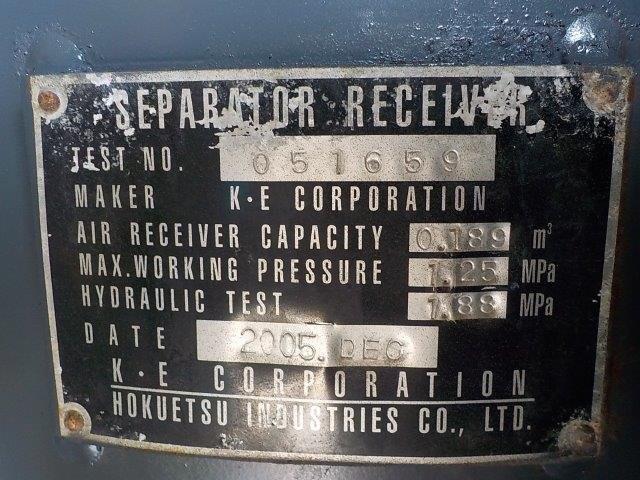 SEPARATOR RECEIVER
TEST NO. 051659
MAKER K·E CORPORATION
AIR RECEIVER CAPACITY 0.189 m³
MAX.WORKING PRESSURE 1.25 MPa
HYDRAULIC TEST 1.88 MPa
DATE 2005.DEC
K·E CORPORATION
HOKUETSU INDUSTRIES CO., LTD.